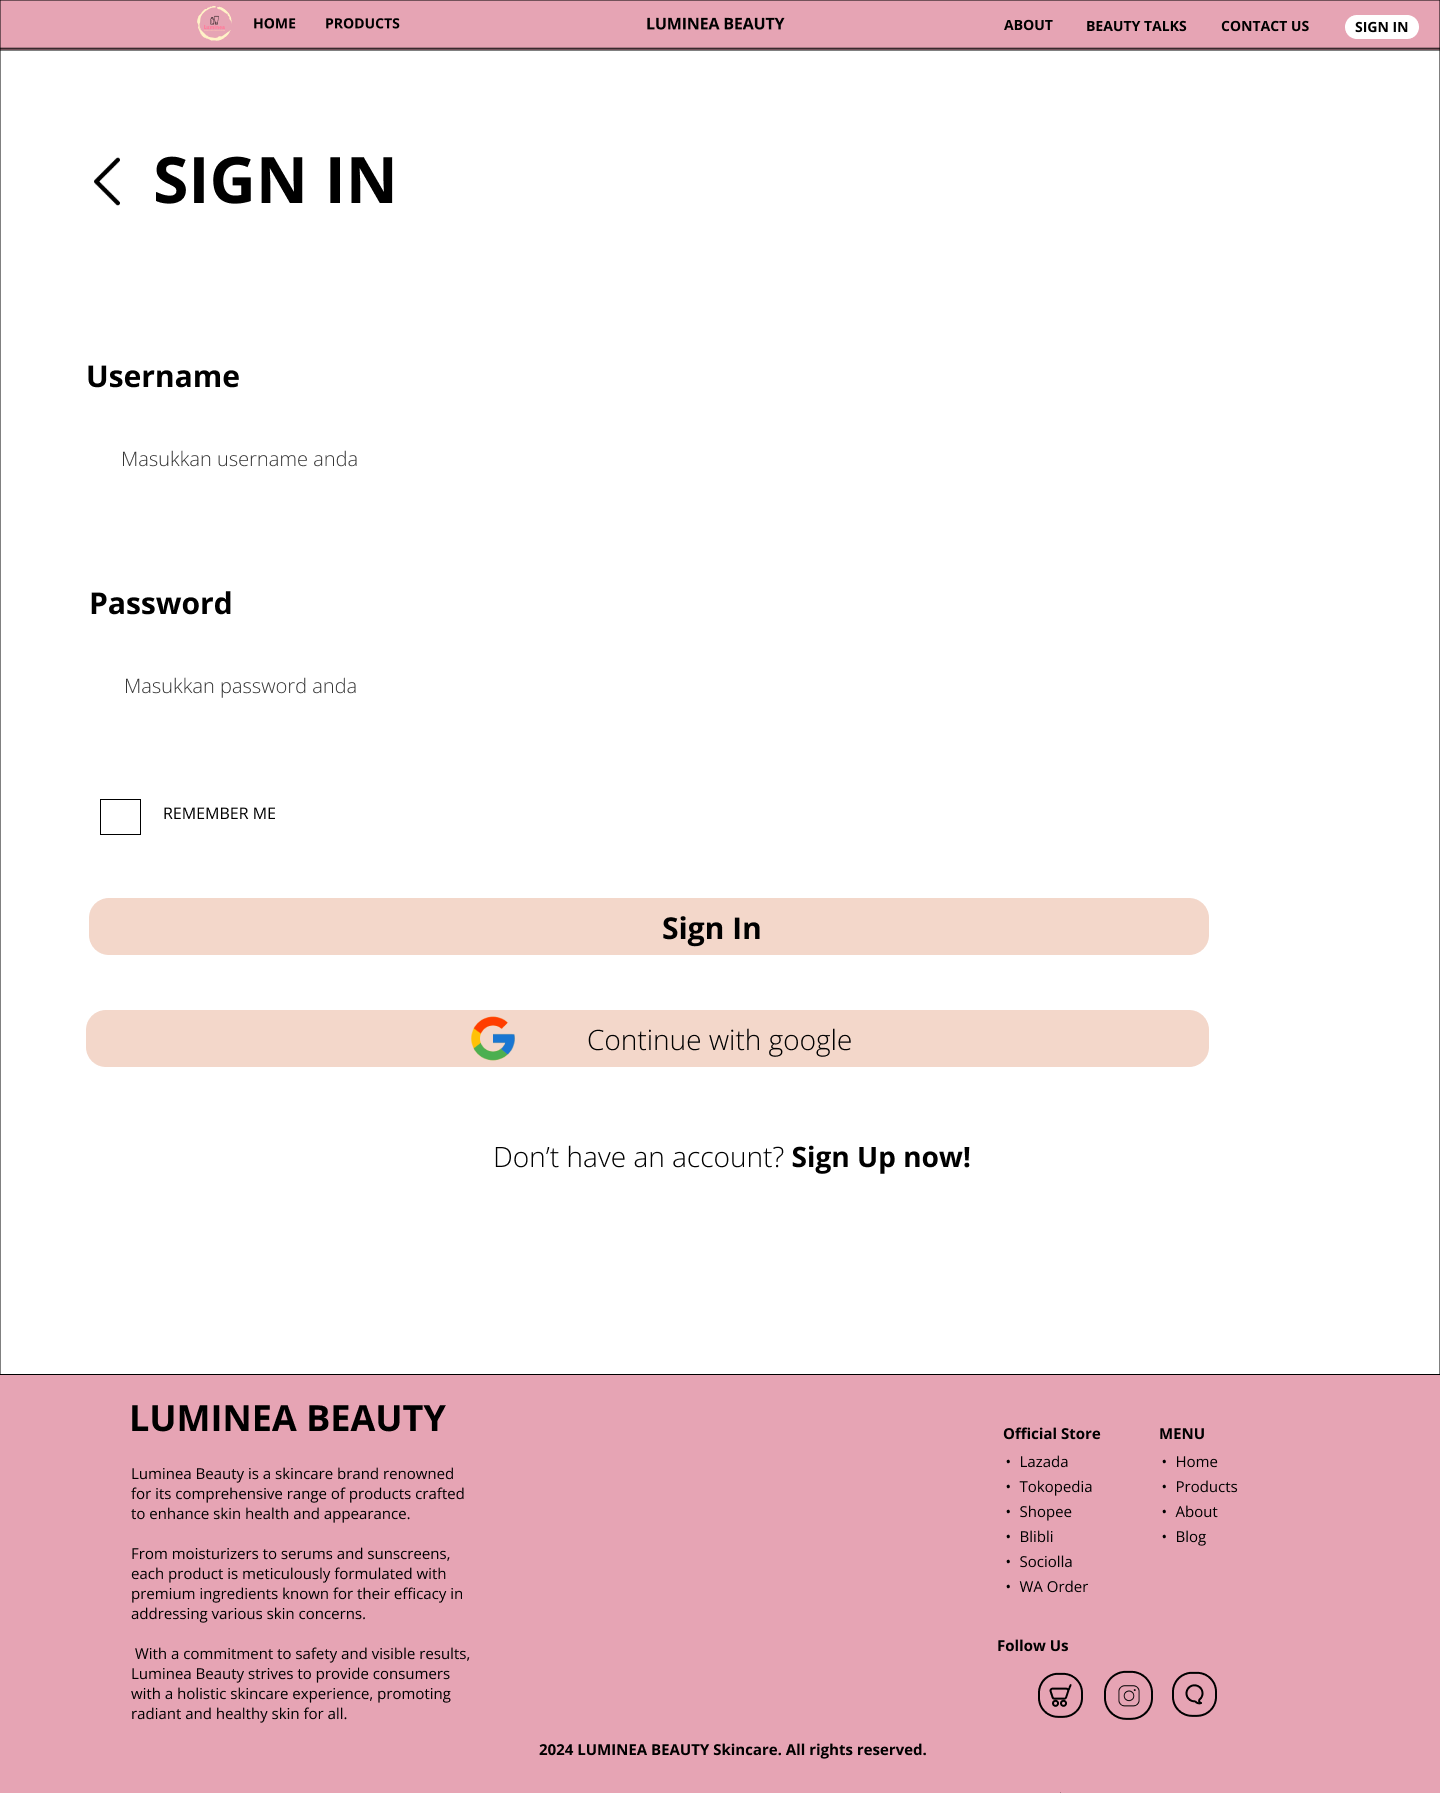 HOME
PRODUCTS
LUMINEA BEAUTY
ABOUT
BEAUTY TALKS
CONTACT US
SIGN IN
SIGN IN
Username
Masukkan username anda
Password
Masukkan password anda
REMEMBER ME
Sign In
Continue with google
Don’t have an account? Sign Up now!
LUMINEA BEAUTY
Luminea Beauty is a skincare brand renowned
for its comprehensive range of products crafted
to enhance skin health and appearance.
From moisturizers to serums and sunscreens,
each product is meticulously formulated with
premium ingredients known for their efficacy in
addressing various skin concerns.
With a commitment to safety and visible results,
Luminea Beauty strives to provide consumers
with a holistic skincare experience, promoting
radiant and healthy skin for all.
Official Store
• Lazada
• Tokopedia
• Shopee
• Blibli
• Sociolla
• WA Order
MENU
• Home
• Products
• About
• Blog
Follow Us
2024 LUMINEA BEAUTY Skincare. All rights reserved.